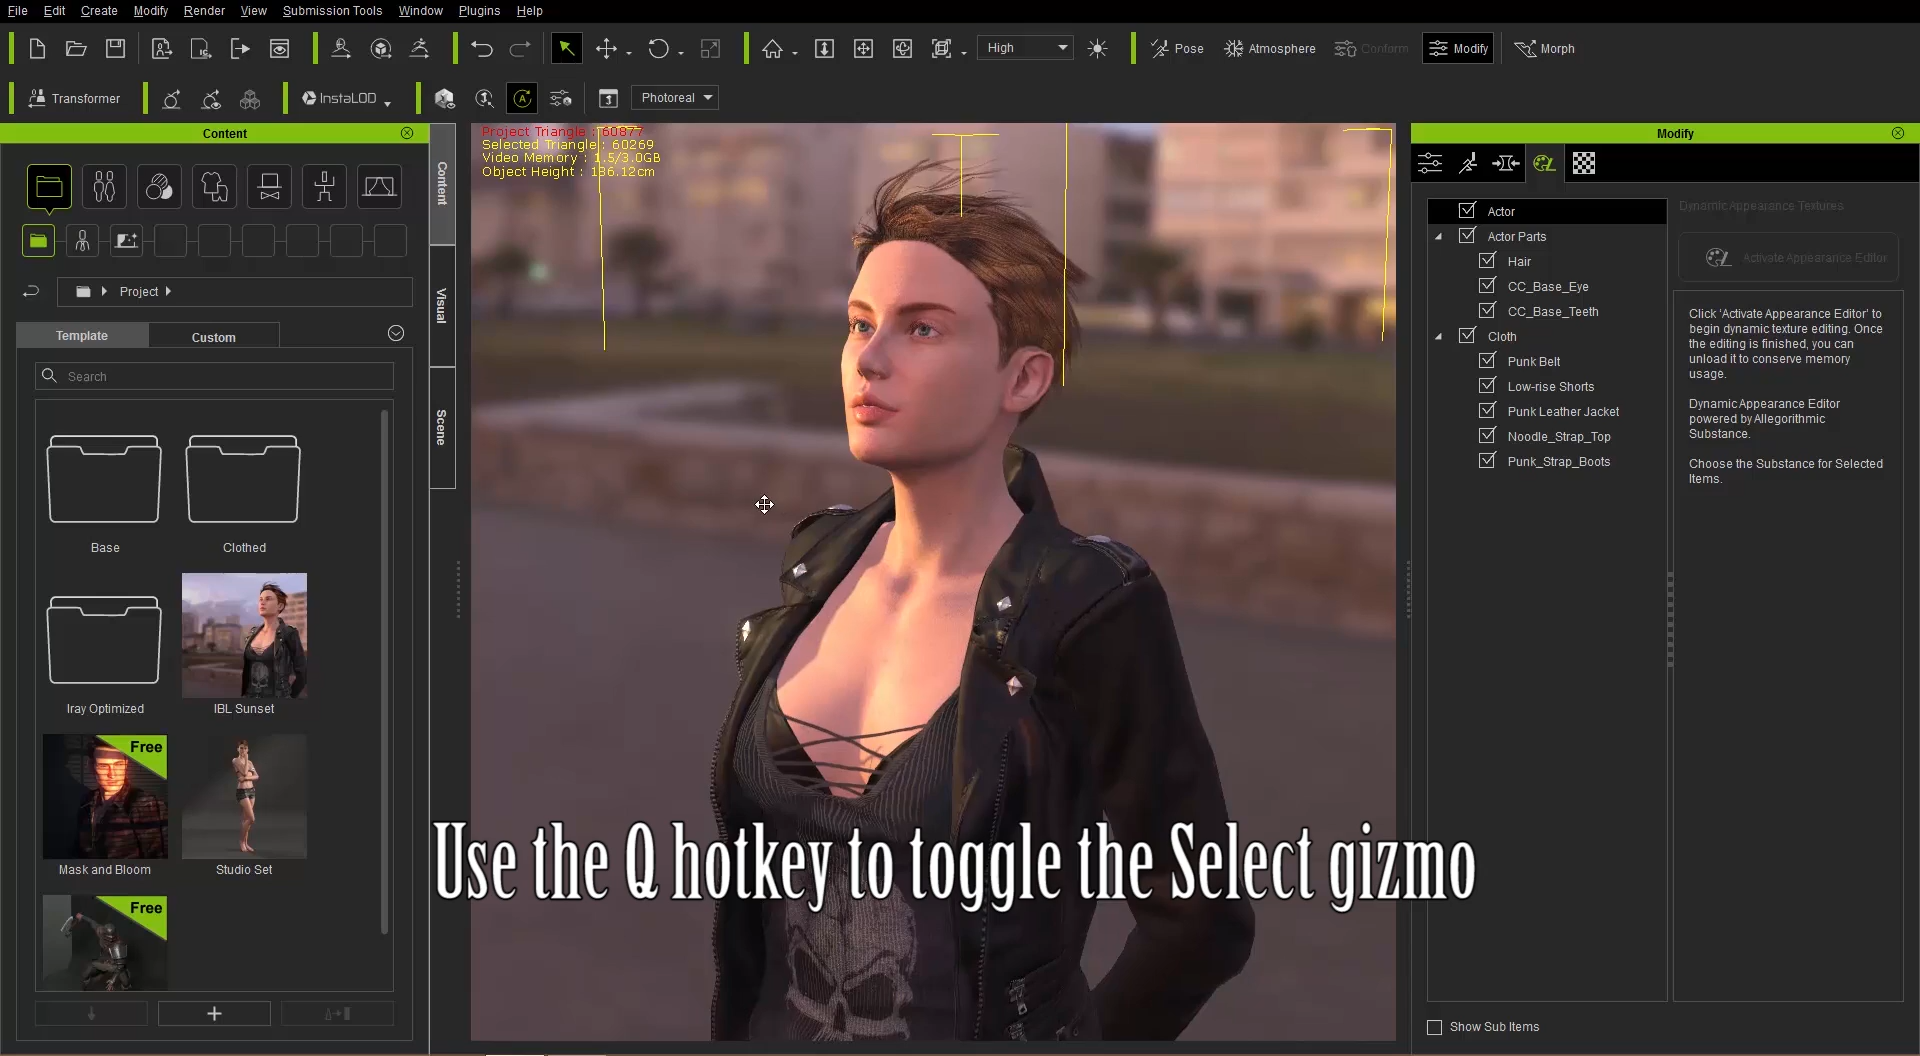 File Edit Create Modify Render View Submission Tools Window Plugins Help
High Pose Atmosphere Conform Modify Morph
Transformer InstaLOD Photoreal
Content
Modify
Project Triangle : 60877
Selected Triangle : 60269
Video Memory : 1.5/3.0GB
Object Height : 186.12cm
Content
Visual
Scene
Project
Template Custom
Search
Base Clothed
Iray Optimized IBL Sunset
Free
Mask and Bloom Studio Set
Free
Use the Q hotkey to toggle the Select gizmo
Actor
Actor Parts
Hair
CC_Base_Eye
CC_Base_Teeth
Cloth
Punk Belt
Low-rise Shorts
Punk Leather Jacket
Noodle_Strap_Top
Punk_Strap_Boots
Show Sub Items
Dynamic Appearance Textures
Activate Appearance Editor
Click 'Activate Appearance Editor' to
begin dynamic texture editing. Once
the editing is finished, you can
unload it to conserve memory
usage.
Dynamic Appearance Editor
powered by Allegorithmic
Substance.
Choose the Substance for Selected
Items.